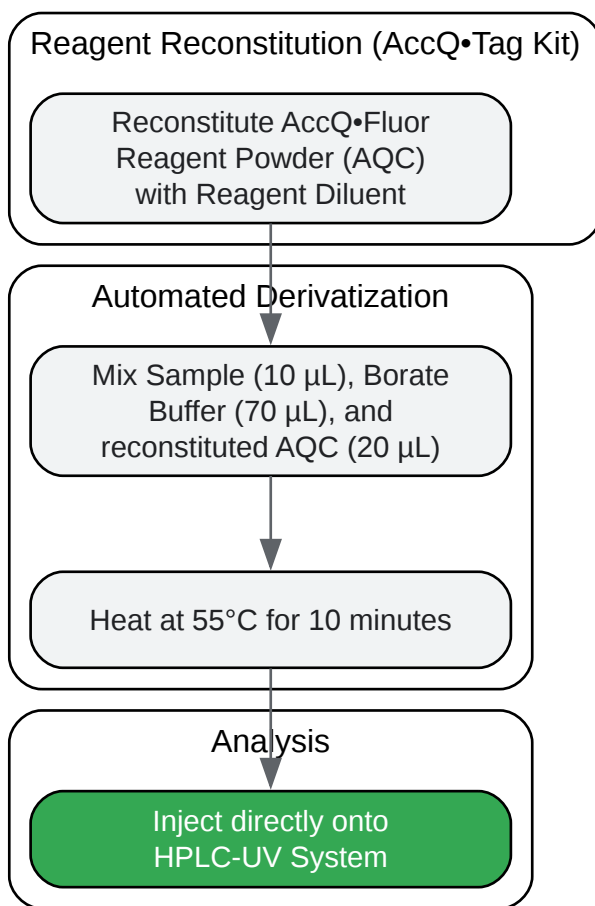 Reagent Reconstitution (AccQ•Tag Kit)
Reconstitute AccQ•Fluor
Reagent Powder (AQC)
with Reagent Diluent
Automated Derivatization
Mix Sample (10 µL), Borate
Buffer (70 µL), and
reconstituted AQC (20 µL)
Heat at 55°C for 10 minutes
Analysis
Inject directly onto
HPLC-UV System